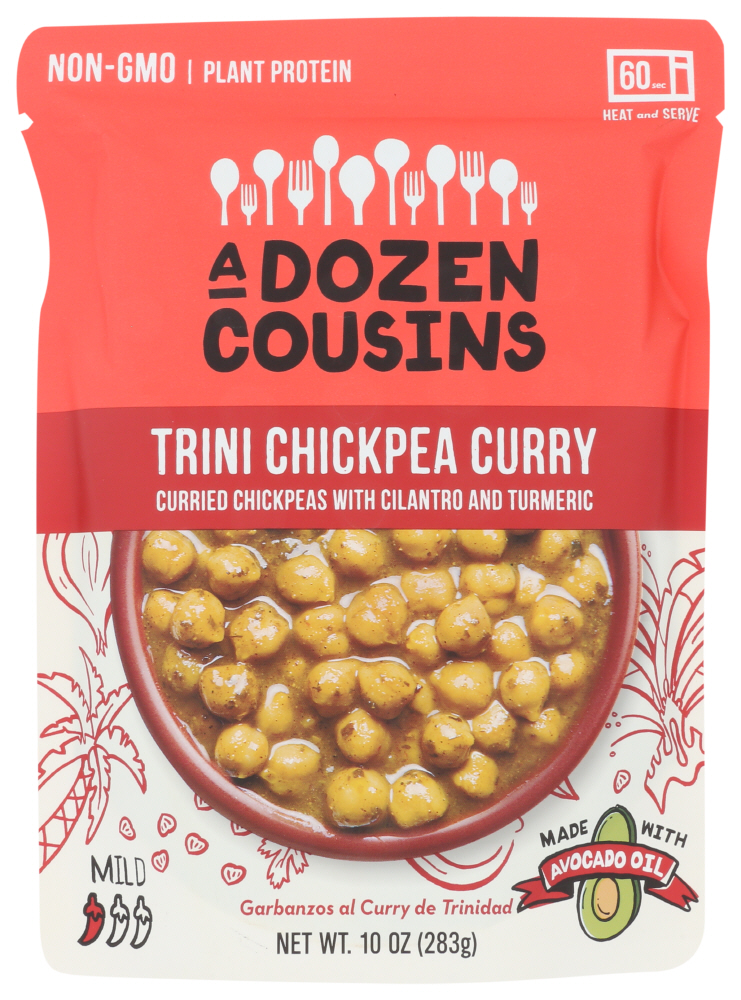 NON-GMO | PLANT PROTEIN
60 sec
HEAT and SERVE
A DOZEN
COUSINS
TRINI CHICKPEA CURRY
CURRIED CHICKPEAS WITH CILANTRO AND TURMERIC
MILD
MADE WITH
AVOCADO OIL
Garbanzos al Curry de Trinidad
NET WT. 10 OZ (283g)